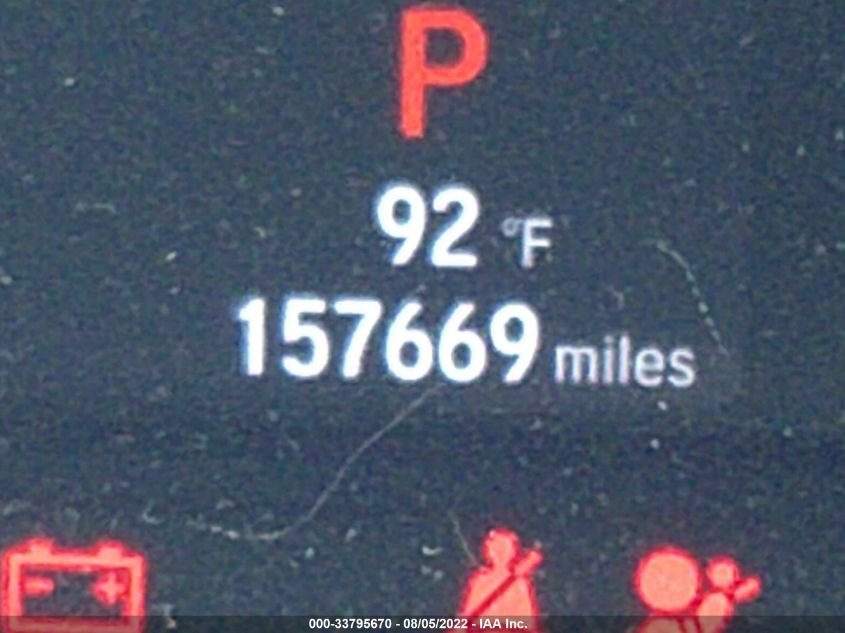 P
92 °F
157669 miles
000-33795670 - 08/05/2022 - IAA Inc.